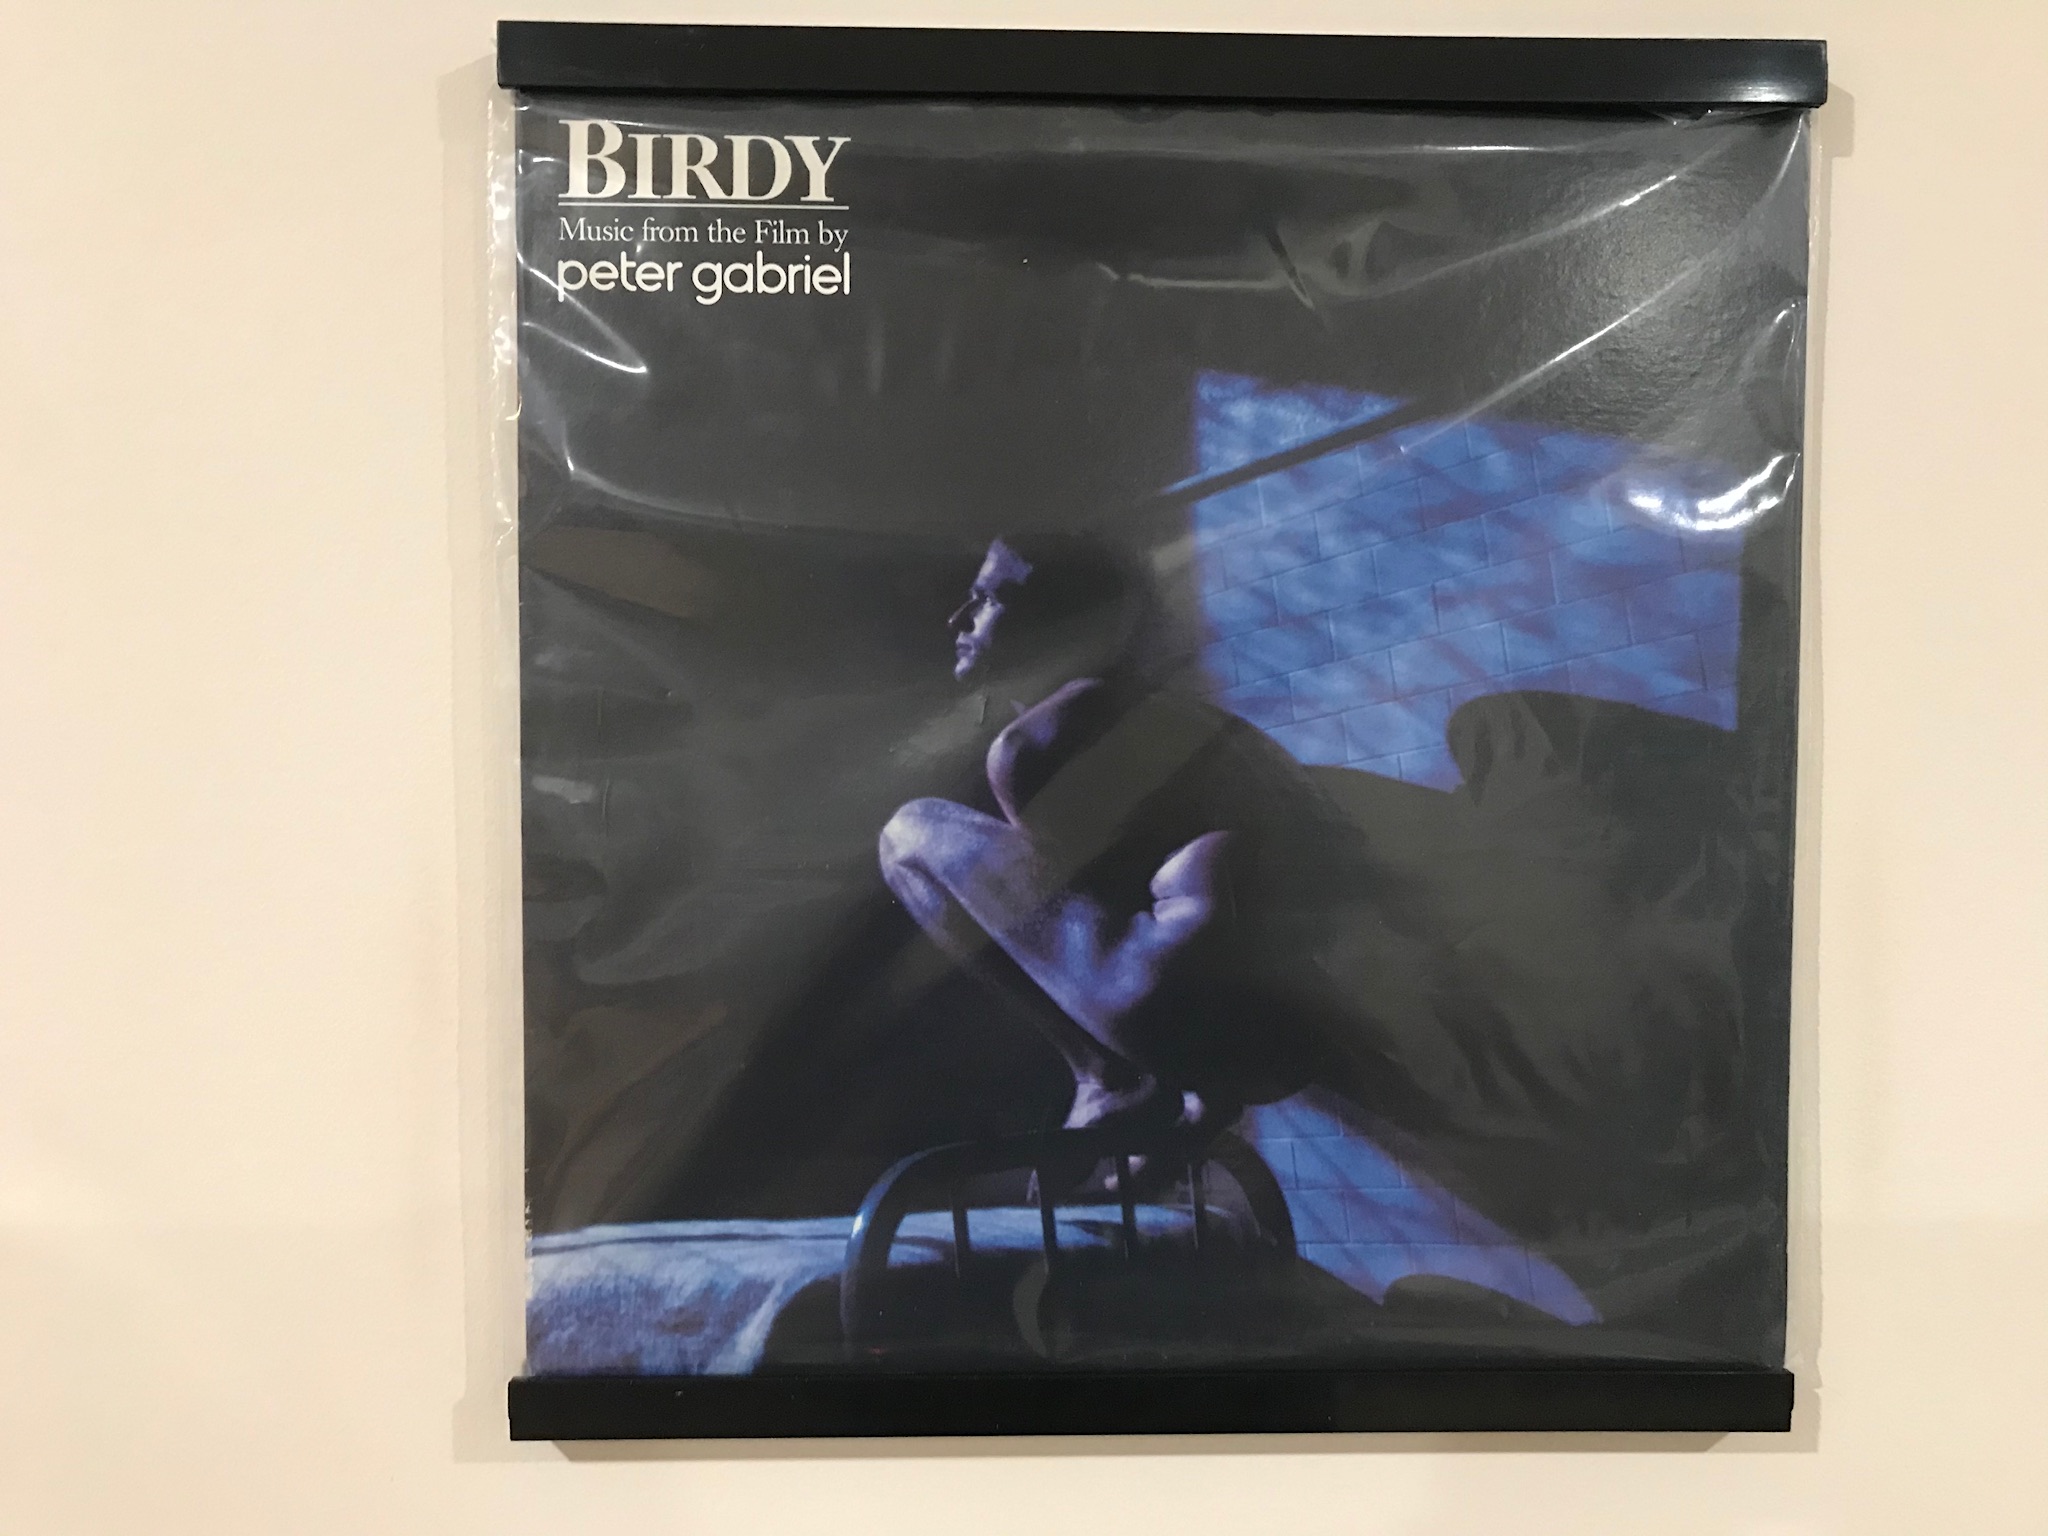 BIRDY
Music from the Film by
peter gabriel